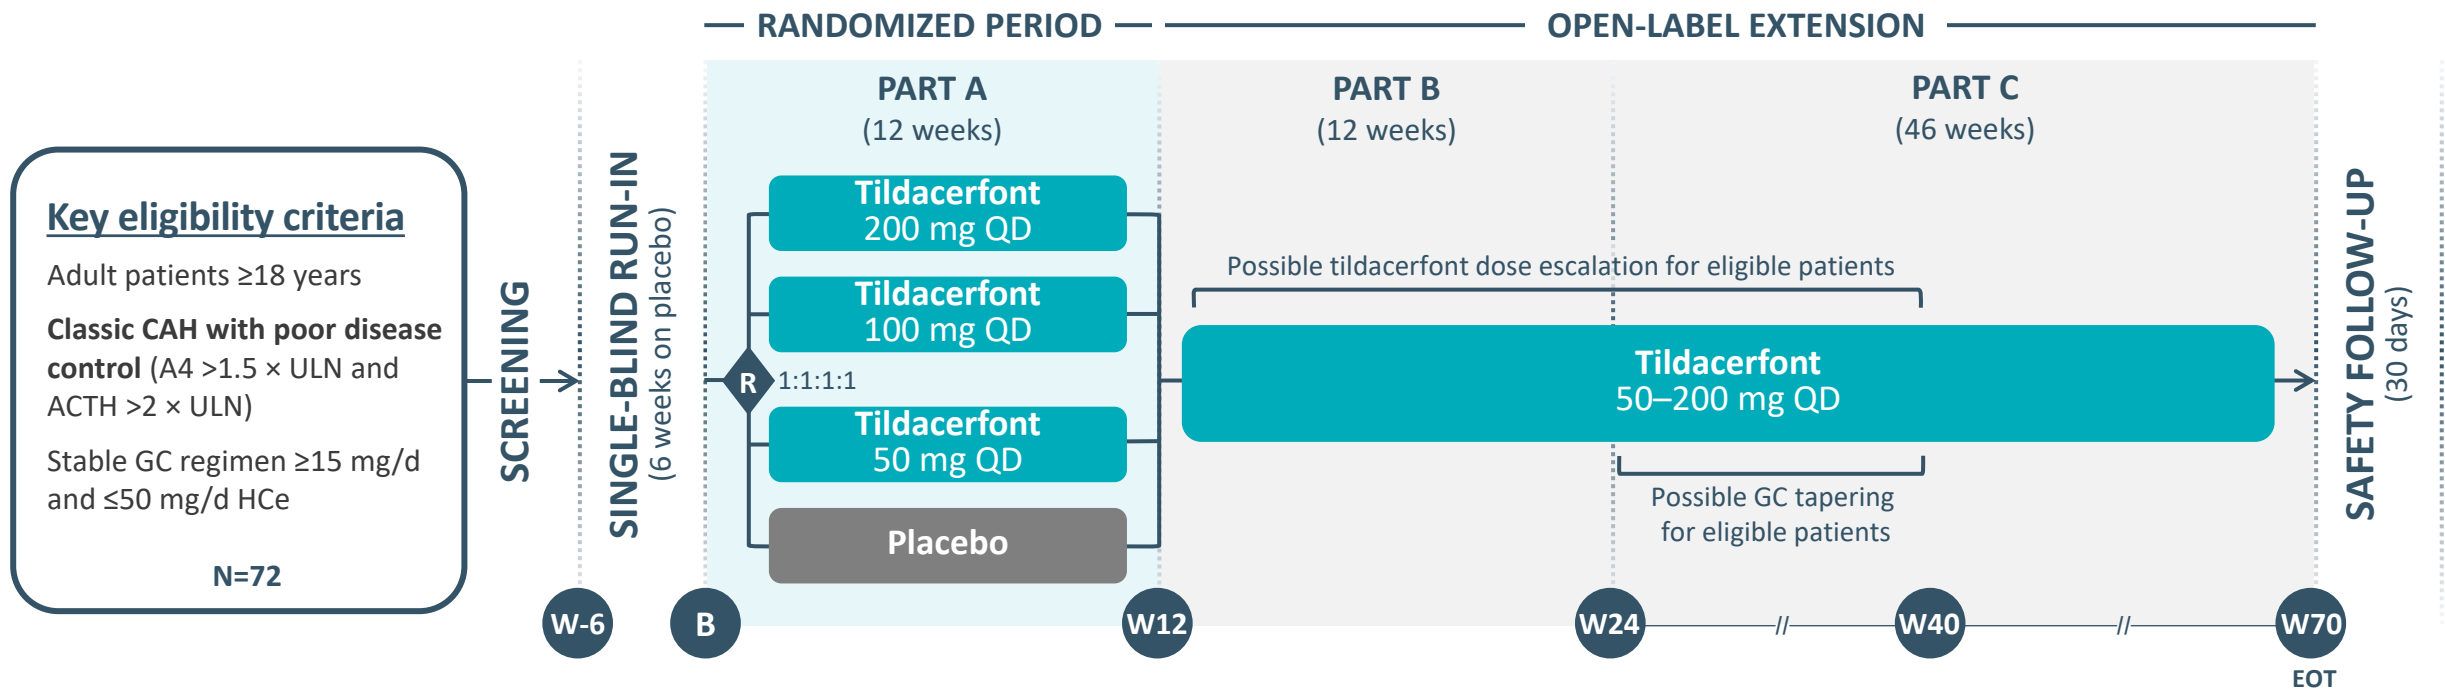 RANDOMIZED PERIOD
OPEN-LABEL EXTENSION
Key eligibility criteria
Adult patients ≥18 years
Classic CAH with poor disease
control (A4 >1.5 × ULN and
ACTH >2 × ULN)
Stable GC regimen ≥15 mg/d
and ≤50 mg/d HCe
N=72
SCREENING
SINGLE-BLIND RUN-IN
(6 weeks on placebo)
PART A
(12 weeks)
R
1:1:1:1
Tildacerfont
200 mg QD
Tildacerfont
100 mg QD
Tildacerfont
50 mg QD
Placebo
PART B
(12 weeks)
PART C
(46 weeks)
Possible tildacerfont dose escalation for eligible patients
Tildacerfont
50–200 mg QD
Possible GC tapering
for eligible patients
SAFETY FOLLOW-UP
(30 days)
W-6
B
W12
W24
//
W40
//
W70
EOT